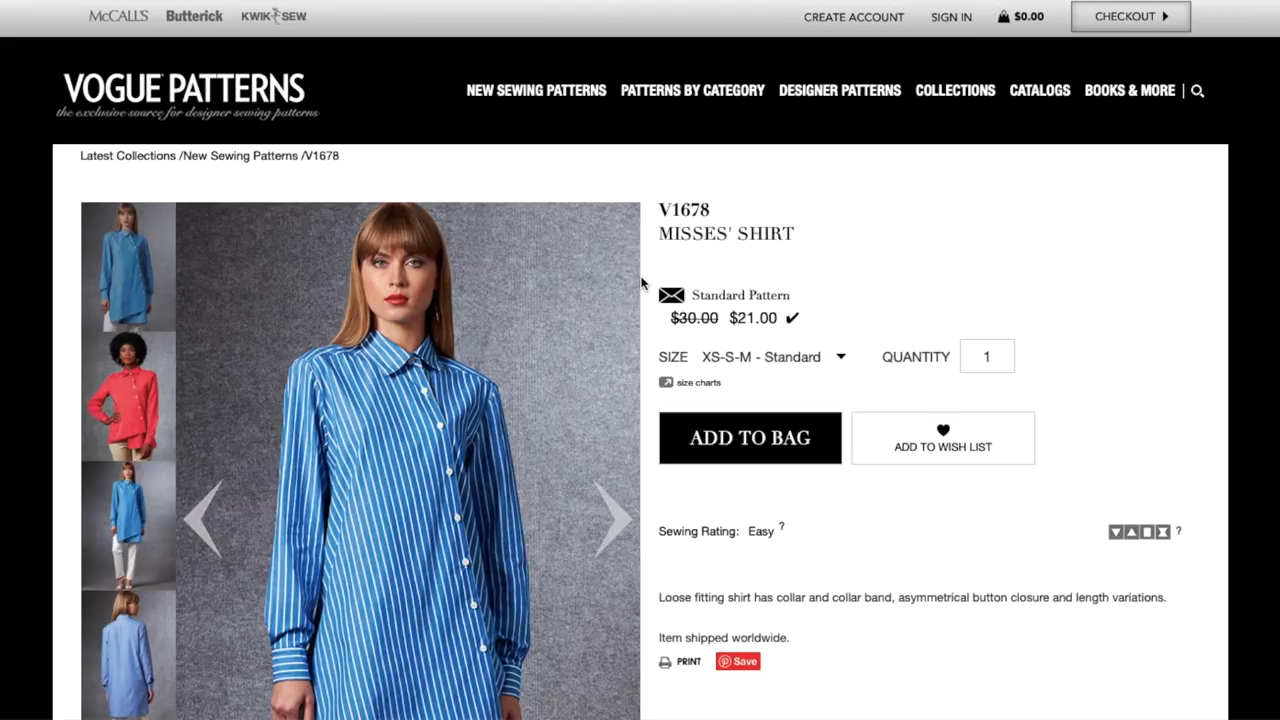 McCALL'S Butterick KWIK SEW CREATE ACCOUNT SIGN IN $0.00 CHECKOUT
VOGUE PATTERNS
the exclusive source for designer sewing patterns
NEW SEWING PATTERNS PATTERNS BY CATEGORY DESIGNER PATTERNS COLLECTIONS CATALOGS BOOKS & MORE
Latest Collections /New Sewing Patterns /V1678
V1678
MISSES' SHIRT
Standard Pattern
$30.00 $21.00 ✔
SIZE XS-S-M - Standard QUANTITY 1
size charts
ADD TO BAG
ADD TO WISH LIST
Sewing Rating: Easy ? ?
Loose fitting shirt has collar and collar band, asymmetrical button closure and length variations.
Item shipped worldwide.
PRINT Save